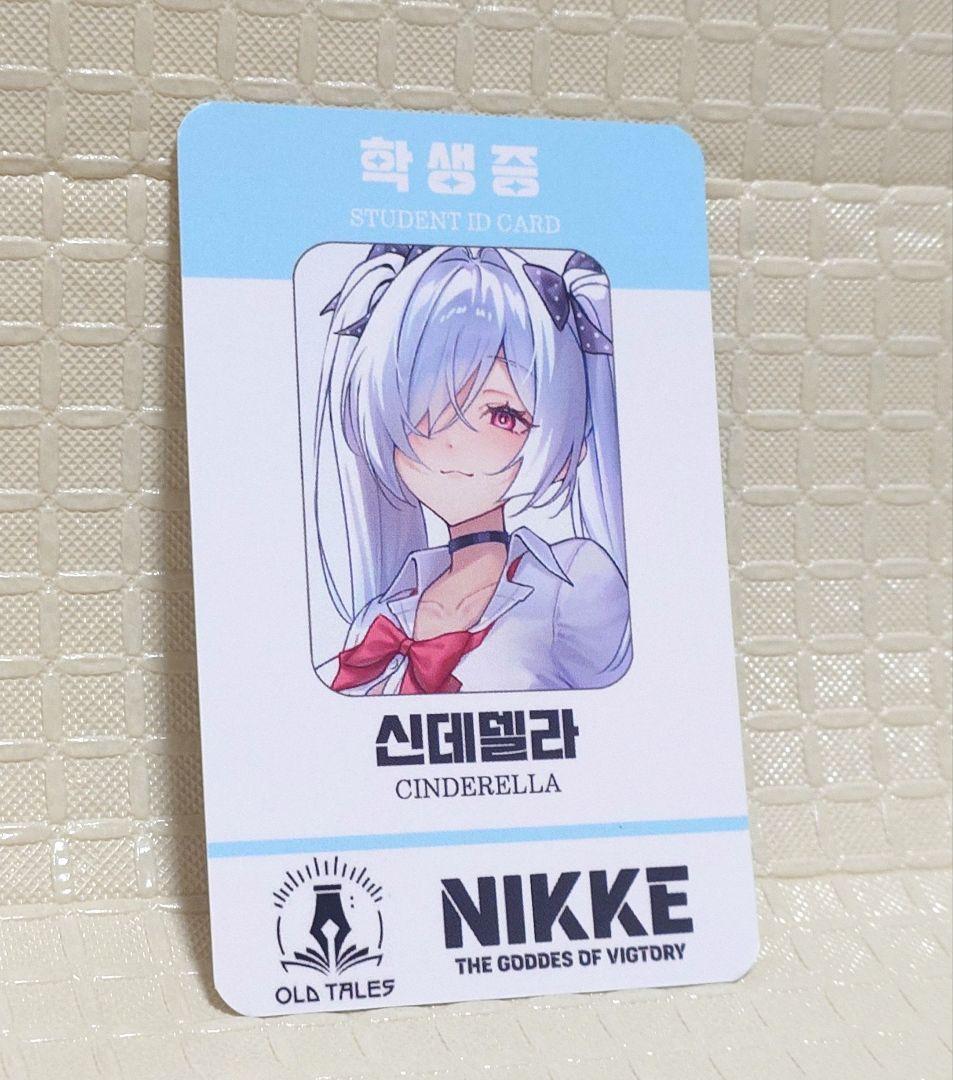 학생증
STUDENT ID CARD
신데렐라
CINDERELLA
OLD TALES
NIKKE
THE GODDES OF VIGTORY